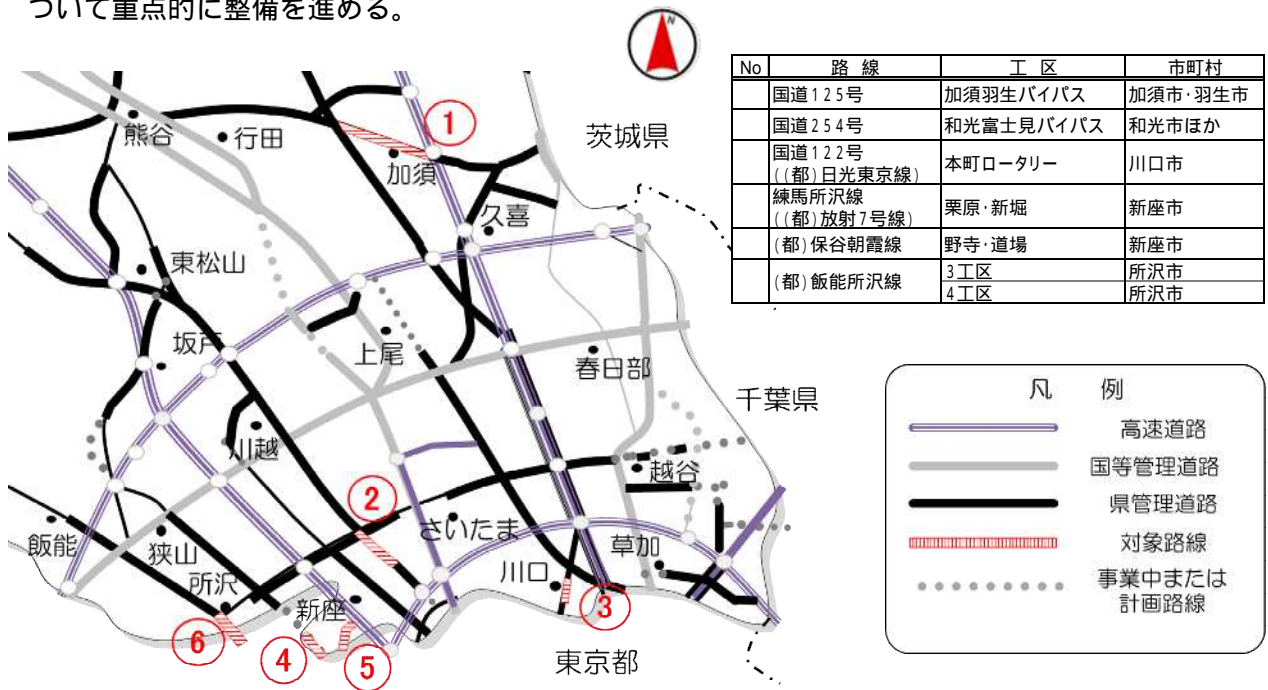 ついて重点的に整備を進める。
N
No 路線 工区 市町村
国道125号 加須羽生バイパス 加須市・羽生市
国道254号 和光富士見バイパス 和光市ほか
国道122号
((都)日光東京線) 本町ロータリー 川口市
練馬所沢線
((都)放射7号線) 栗原・新堀 新座市
(都)保谷朝霞線 野寺・道場 新座市
(都)飯能所沢線 3工区 所沢市
4工区 所沢市
熊谷
行田
①
加須
茨城県
久喜
東松山
坂戸
上尾
春日部
千葉県
川越
越谷
②
さいたま
飯能
狭山
所沢
新座
川口
草加
③
⑥
④
⑤
東京都
凡例
高速道路
国等管理道路
県管理道路
対象路線
事業中または
計画路線